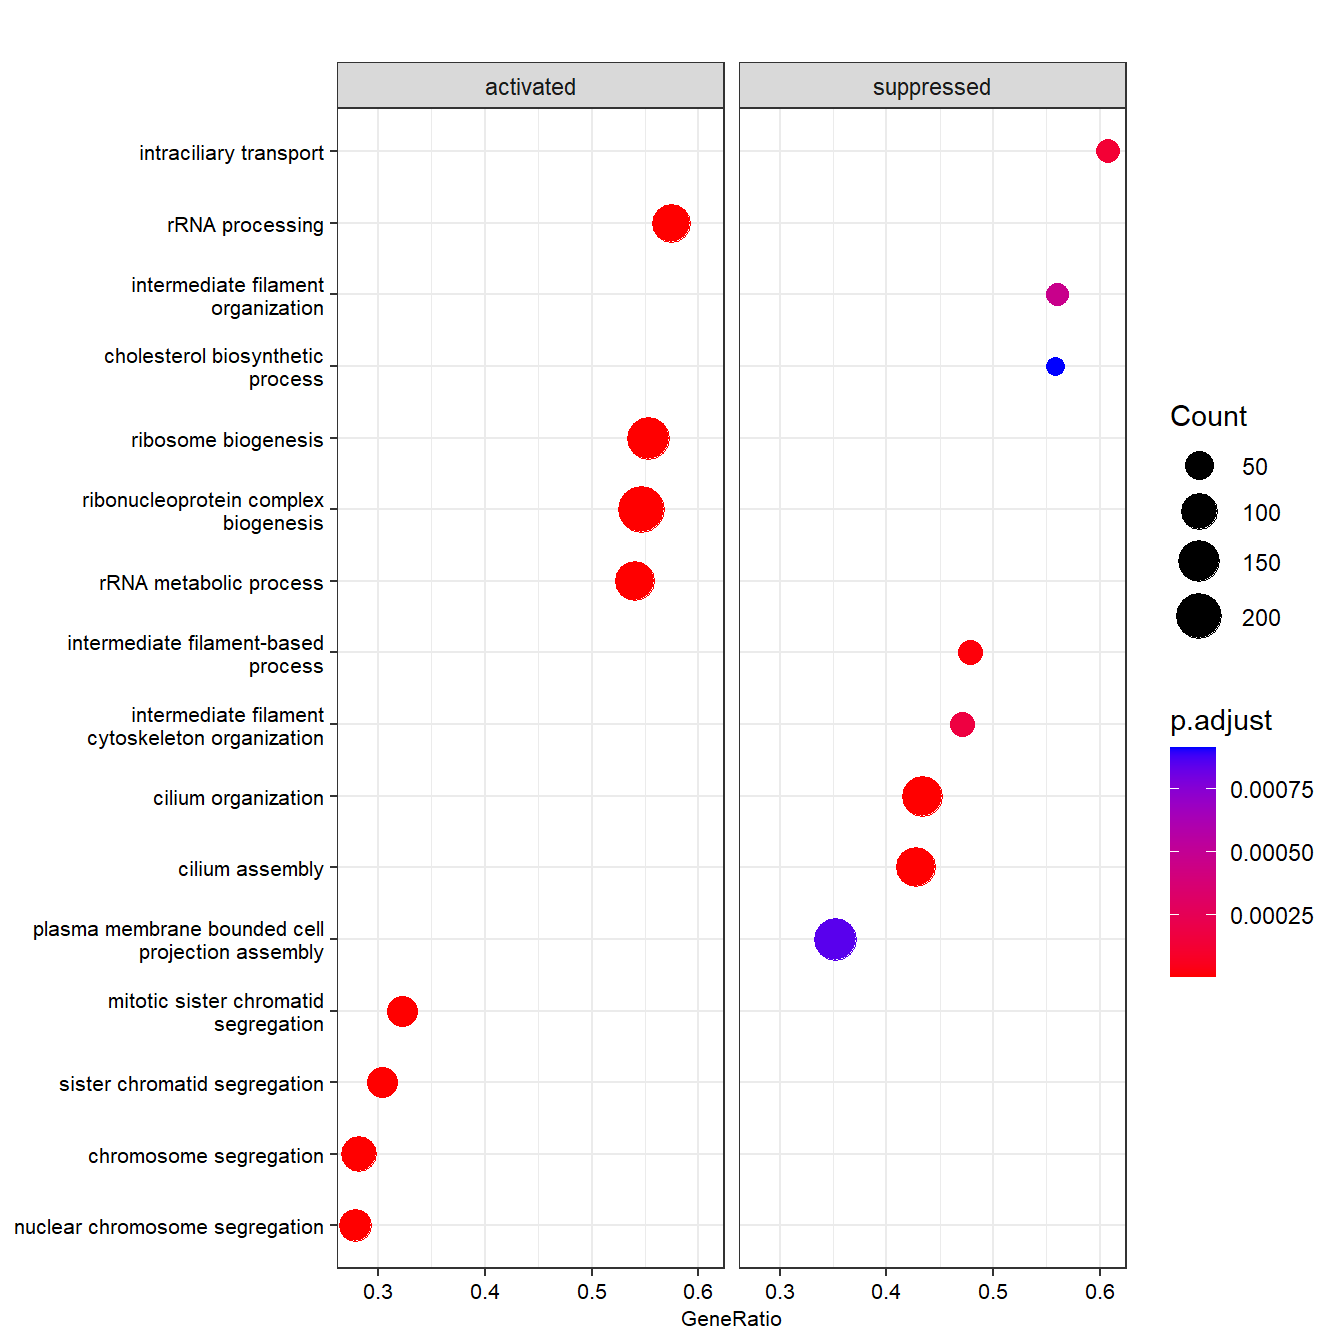 activated
suppressed
intraciliary transport
rRNA processing
intermediate filament
organization
cholesterol biosynthetic
process
ribosome biogenesis
ribonucleoprotein complex
biogenesis
rRNA metabolic process
intermediate filament-based
process
intermediate filament
cytoskeleton organization
cilium organization
cilium assembly
plasma membrane bounded cell
projection assembly
mitotic sister chromatid
segregation
sister chromatid segregation
chromosome segregation
nuclear chromosome segregation
0.3 0.4 0.5 0.6 0.3 0.4 0.5 0.6
GeneRatio
Count
50
100
150
200
p.adjust
0.00075
0.00050
0.00025